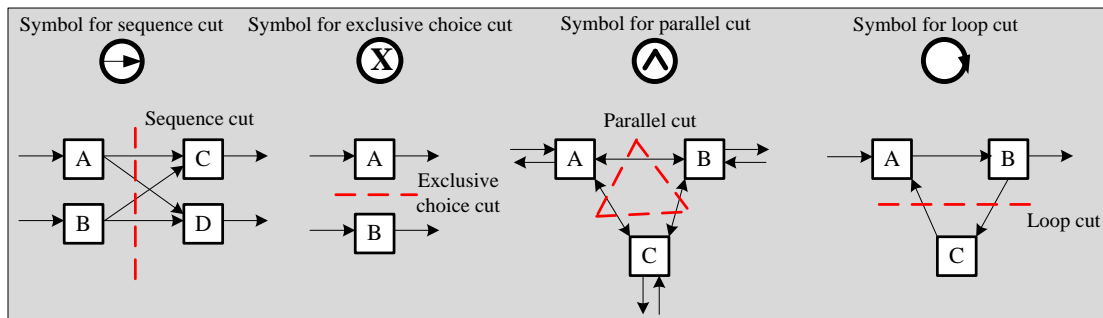 Symbol for sequence cut
Symbol for exclusive choice cut
Symbol for parallel cut
Symbol for loop cut
X
Sequence cut
A
C
B
D
A
Exclusive
choice cut
B
Parallel cut
A
B
C
A
B
Loop cut
C